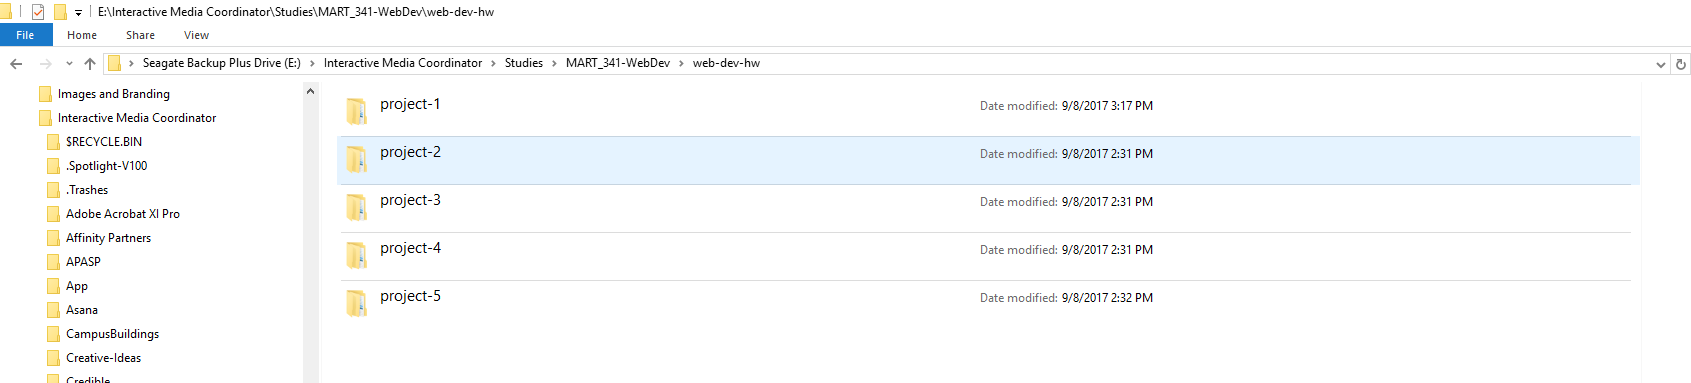 E:\Interactive Media Coordinator\Studies\MART_341-WebDev\web-dev-hw
File Home Share View
Seagate Backup Plus Drive (E:) Interactive Media Coordinator Studies MART_341-WebDev web-dev-hw
Images and Branding
Interactive Media Coordinator
$RECYCLE.BIN
.Spotlight-V100
.Trashes
Adobe Acrobat XI Pro
Affinity Partners
APASP
App
Asana
CampusBuildings
Creative-Ideas
Credible
project-1 Date modified: 9/8/2017 3:17 PM
project-2 Date modified: 9/8/2017 2:31 PM
project-3 Date modified: 9/8/2017 2:31 PM
project-4 Date modified: 9/8/2017 2:31 PM
project-5 Date modified: 9/8/2017 2:32 PM